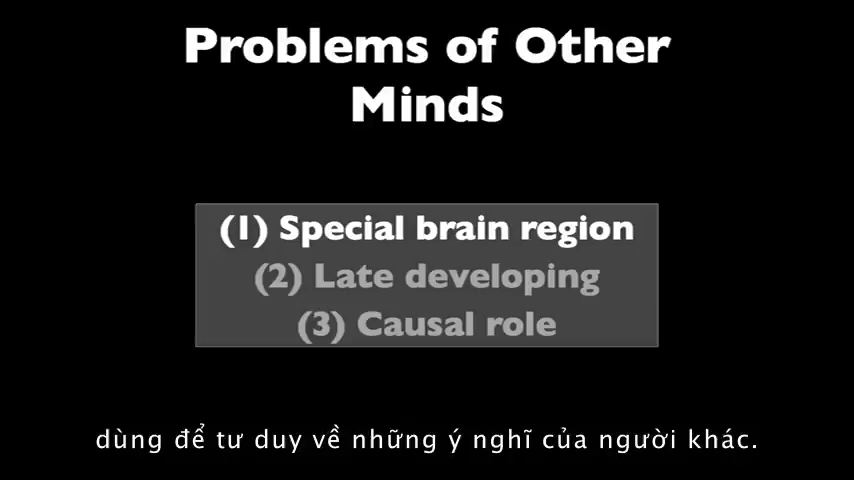 Problems of Other
Minds
(1) Special brain region
(2) Late developing
(3) Causal role
dùng để tư duy về những ý nghĩ của người khác.